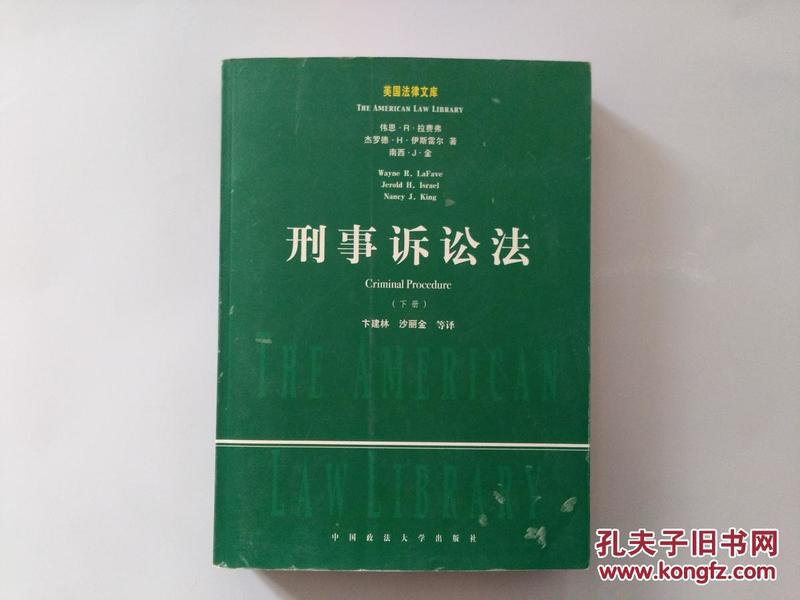 美国法律文库
THE AMERICAN LAW LIBRARY
伟恩·R·拉费弗
杰罗德·H·伊斯雷尔 著
南西·J·金
Wayne R. LaFave
Jerold H. Israel
Nancy J. King
刑事诉讼法
Criminal Procedure
(下册)
卞建林 沙丽金 等译
THE AMERICAN
LAW LIBRARY
中国政法大学出版社
孔夫子旧书网
www.kongfz.com